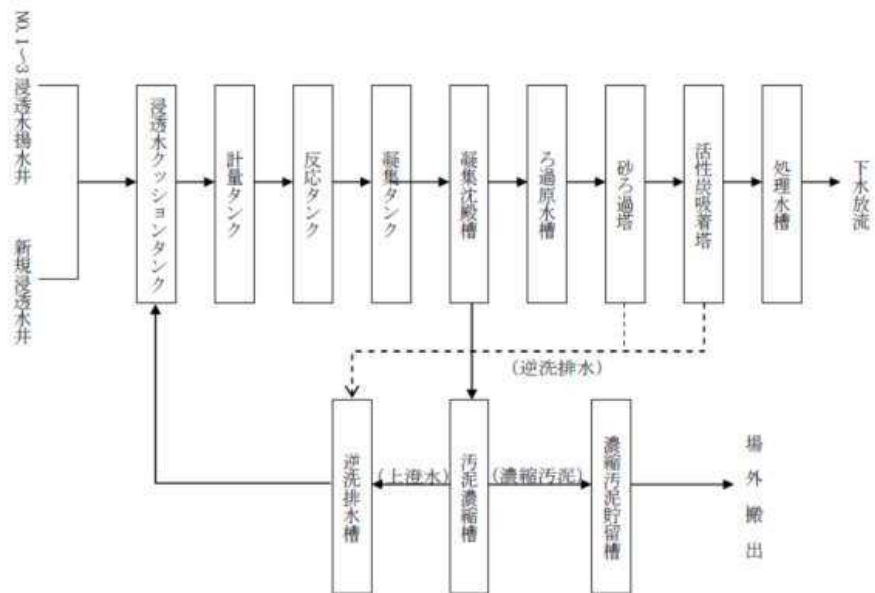 NO.1～3浸透水揚水井
新規浸透水井
浸透水クッションタンク
計量タンク
反応タンク
凝集タンク
凝集沈殿槽
ろ過原水槽
砂ろ過塔
活性炭吸着塔
処理水槽
下水放流
(逆洗排水)
逆洗排水槽
(上澄水)
汚泥濃縮槽
(濃縮汚泥)
濃縮汚泥貯留槽
場外搬出